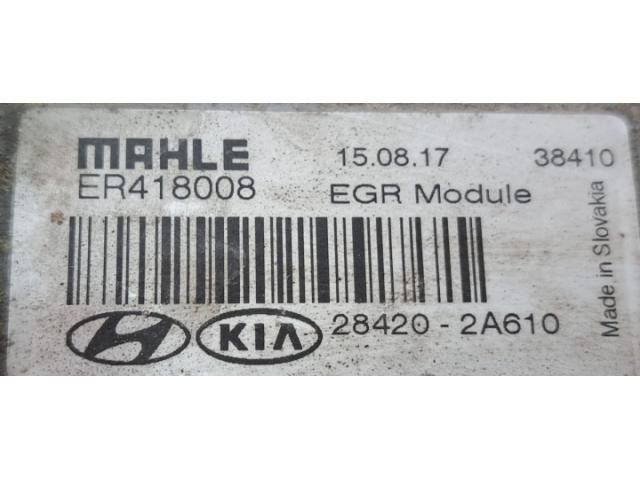 MAHLE 15.08.17 38410
ER418008 EGR Module
KIA 28420 - 2A610
Made in Slovakia